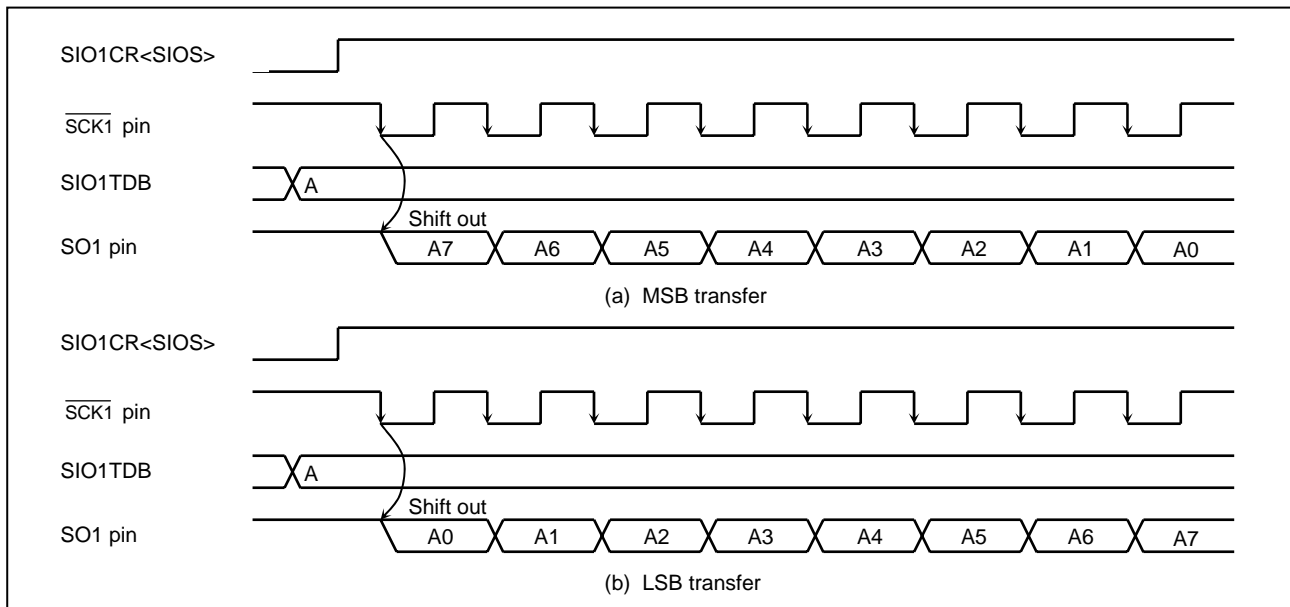 SIO1CR<SIOS>
SCK1 pin
SIO1TDB
A
Shift out
SO1 pin
A7 A6 A5 A4 A3 A2 A1 A0
(a) MSB transfer
SIO1CR<SIOS>
SCK1 pin
SIO1TDB
A
Shift out
SO1 pin
A0 A1 A2 A3 A4 A5 A6 A7
(b) LSB transfer